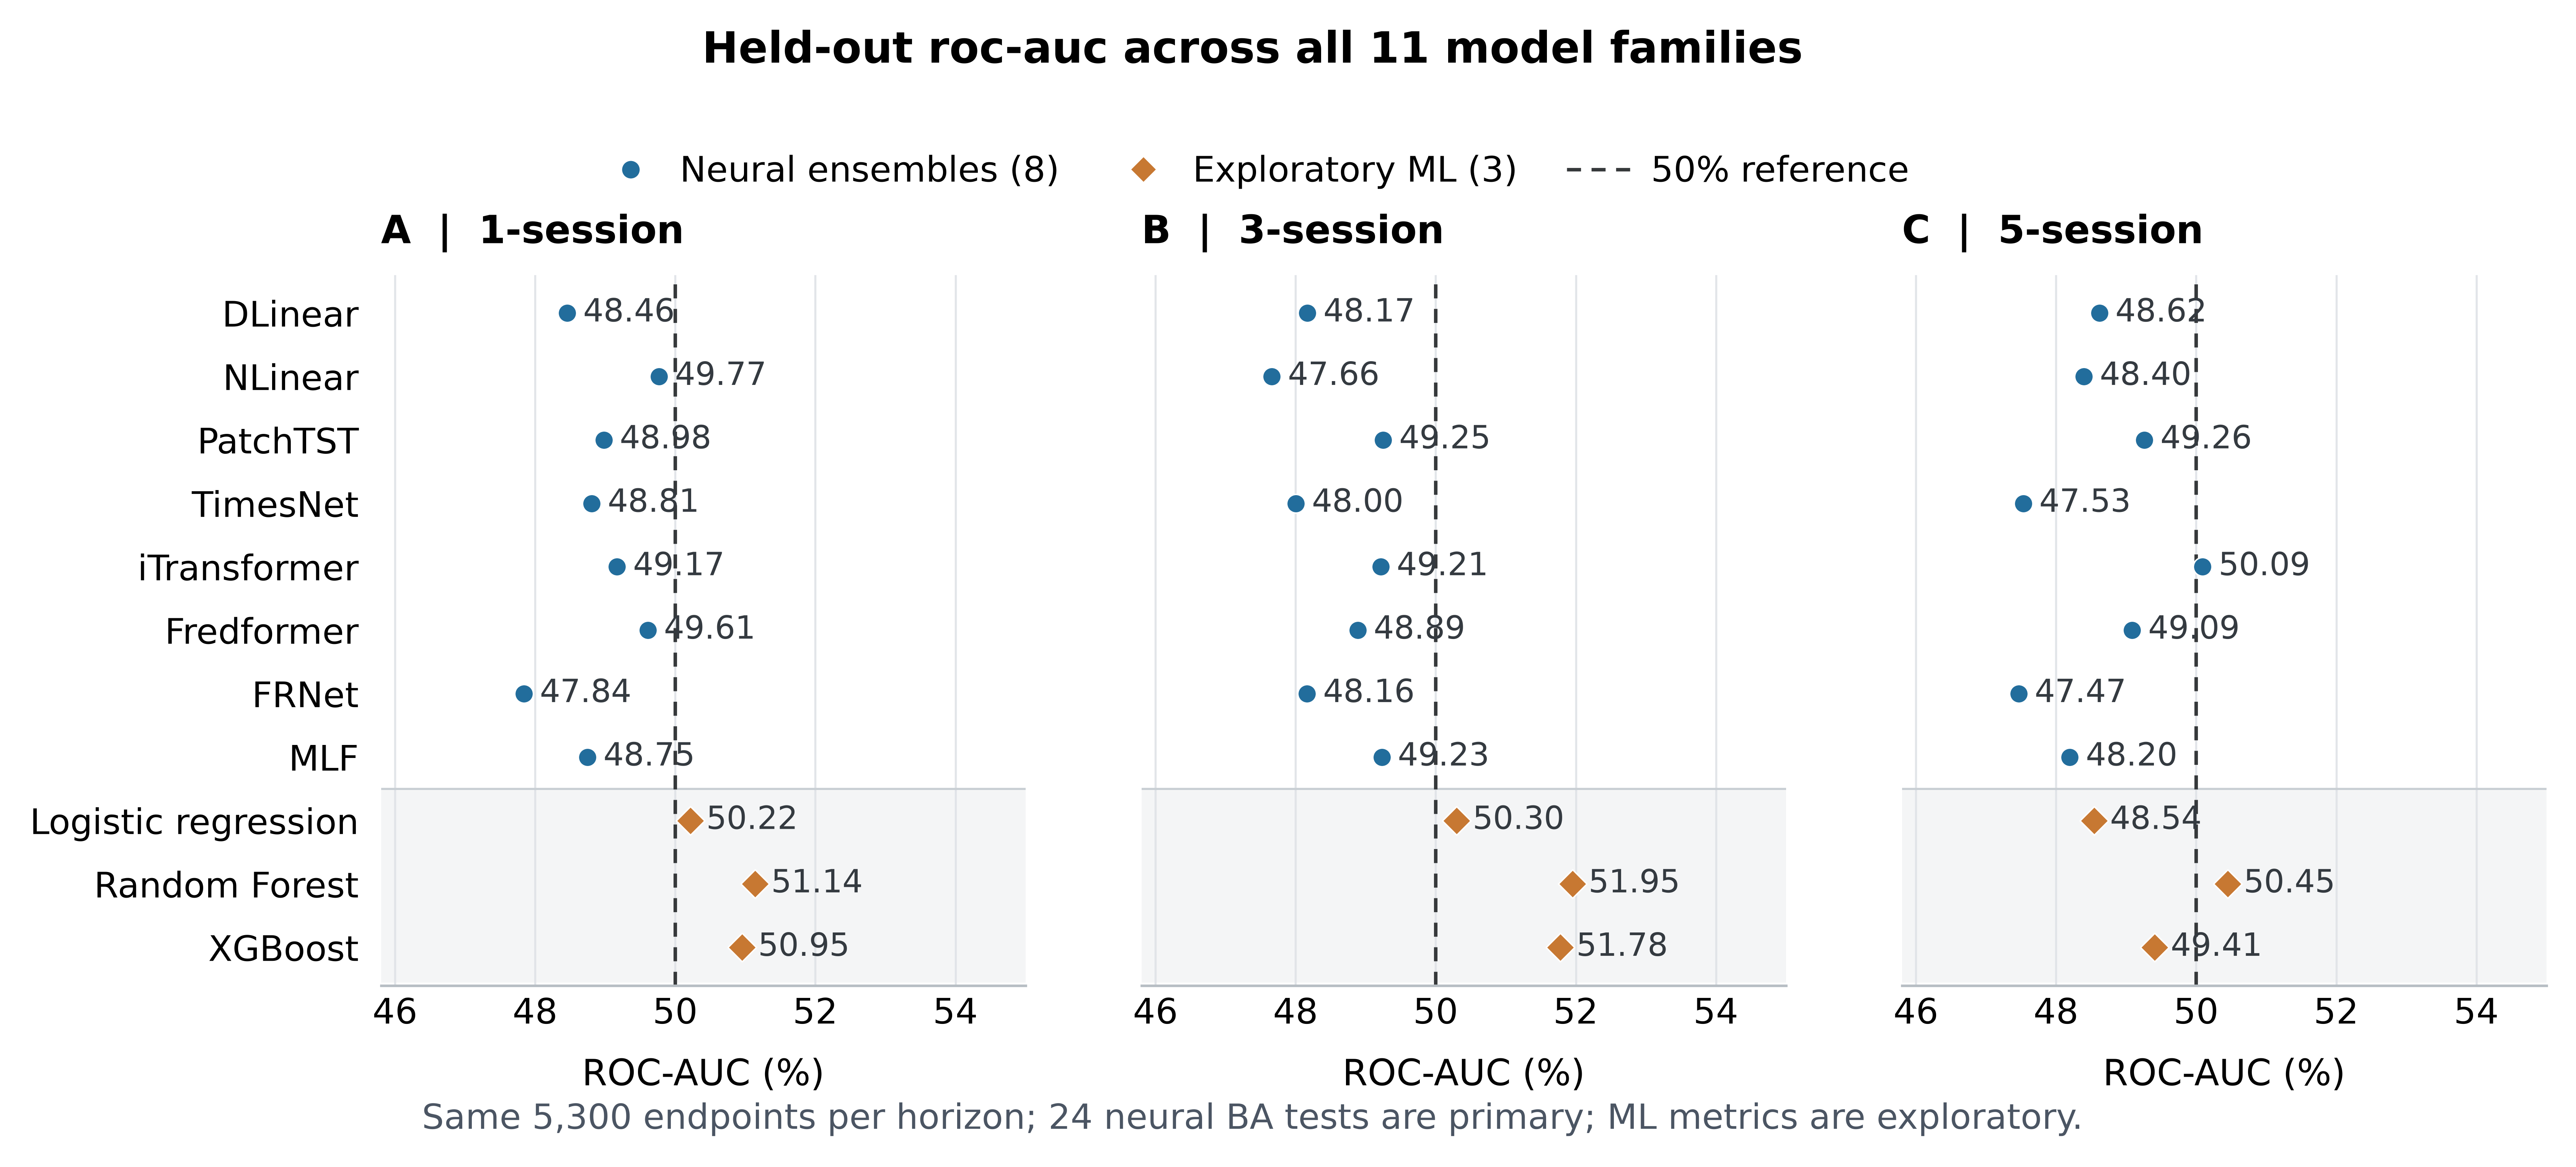 Held-out roc-auc across all 11 model families
Neural ensembles (8) Exploratory ML (3) 50% reference
A | 1-session B | 3-session C | 5-session
DLinear 48.46 48.17 48.62
NLinear 49.77 47.66 48.40
PatchTST 48.98 49.25 49.26
TimesNet 48.81 48.00 47.53
iTransformer 49.17 49.21 50.09
Fredformer 49.61 48.89 49.09
FRNet 47.84 48.16 47.47
MLF 48.75 49.23 48.20
Logistic regression 50.22 50.30 48.54
Random Forest 51.14 51.95 50.45
XGBoost 50.95 51.78 49.41
46 48 50 52 54 46 48 50 52 54 46 48 50 52 54
ROC-AUC (%) ROC-AUC (%) ROC-AUC (%)
Same 5,300 endpoints per horizon; 24 neural BA tests are primary; ML metrics are exploratory.